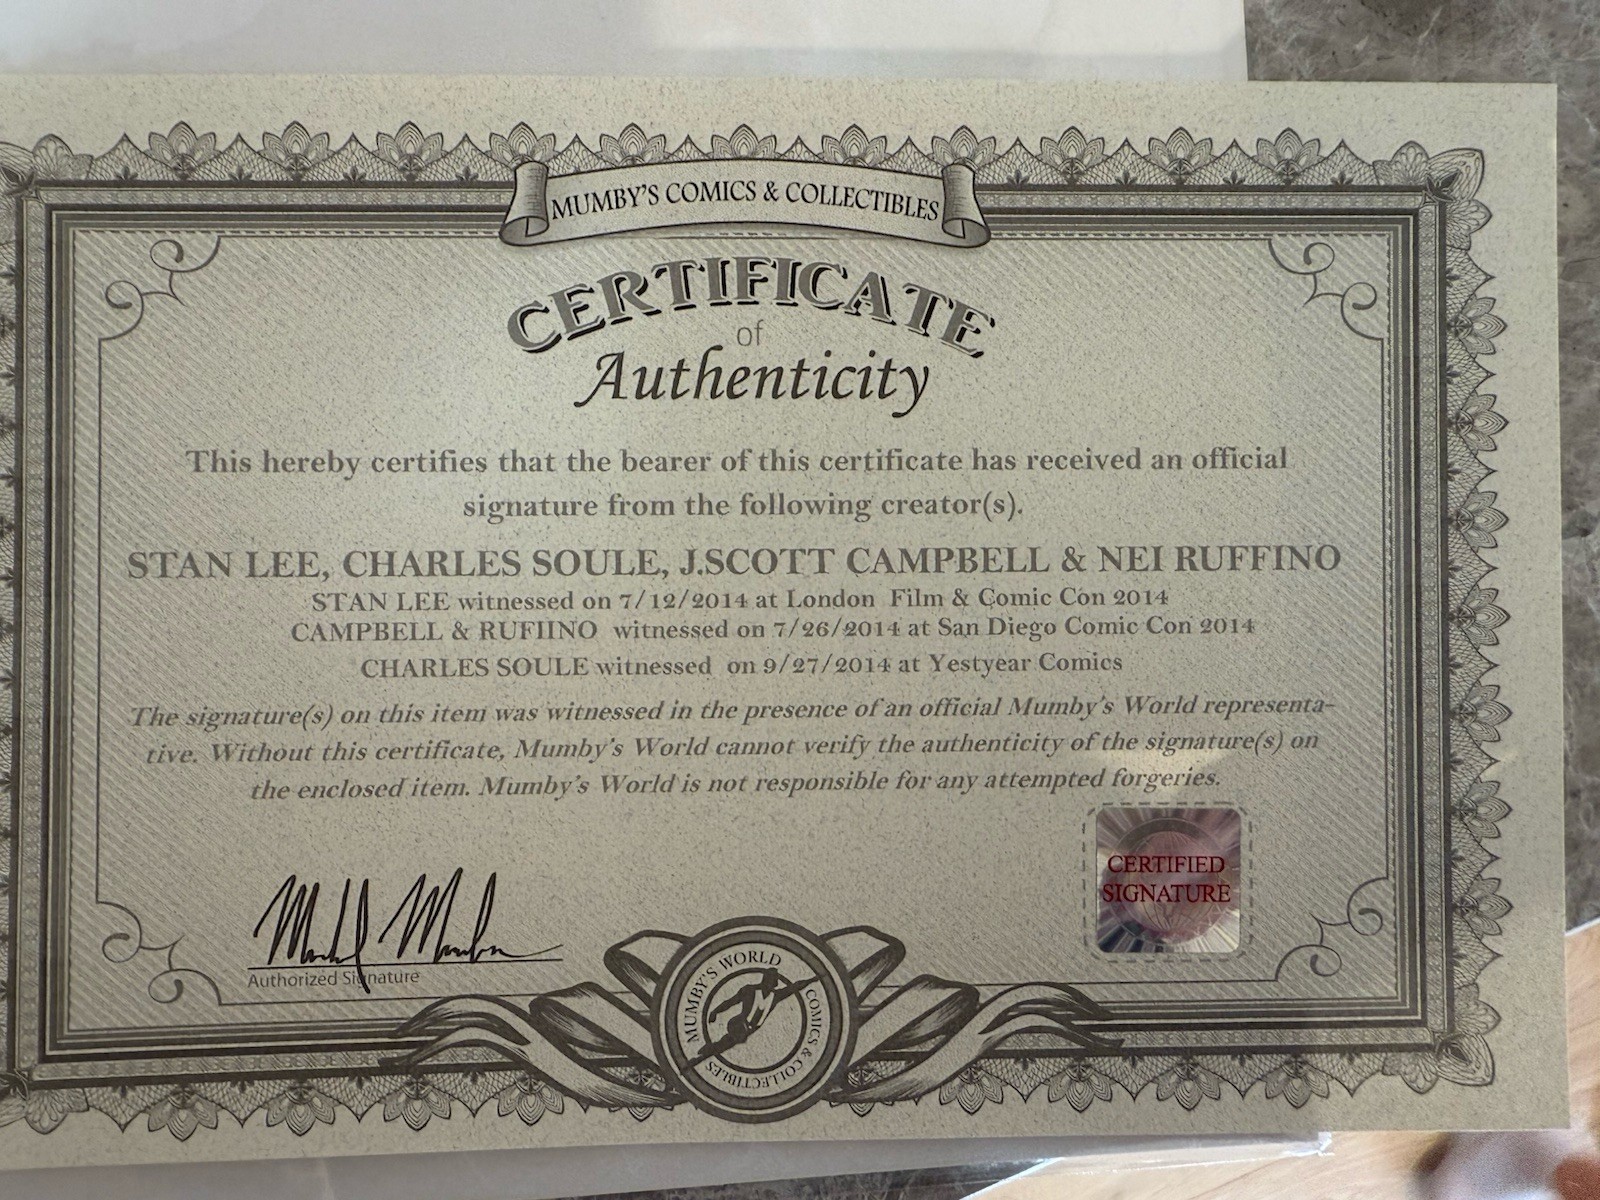 MUMBY'S COMICS & COLLECTIBLES
CERTIFICATE
of
Authenticity
This hereby certifies that the bearer of this certificate has received an official
signature from the following creator(s).
STAN LEE, CHARLES SOULE, J.SCOTT CAMPBELL & NEI RUFFINO
STAN LEE witnessed on 7/12/2014 at London Film & Comic Con 2014
CAMPBELL & RUFIINO witnessed on 7/26/2014 at San Diego Comic Con 2014
CHARLES SOULE witnessed on 9/27/2014 at Yestyear Comics
The signature(s) on this item was witnessed in the presence of an official Mumby's World representa-
tive. Without this certificate, Mumby's World cannot verify the authenticity of the signature(s) on
the enclosed item. Mumby's World is not responsible for any attempted forgeries.
CERTIFIED
SIGNATURE
Authorized Signature
MUMBY'S WORLD
COMICS & COLLECTIBLES
M